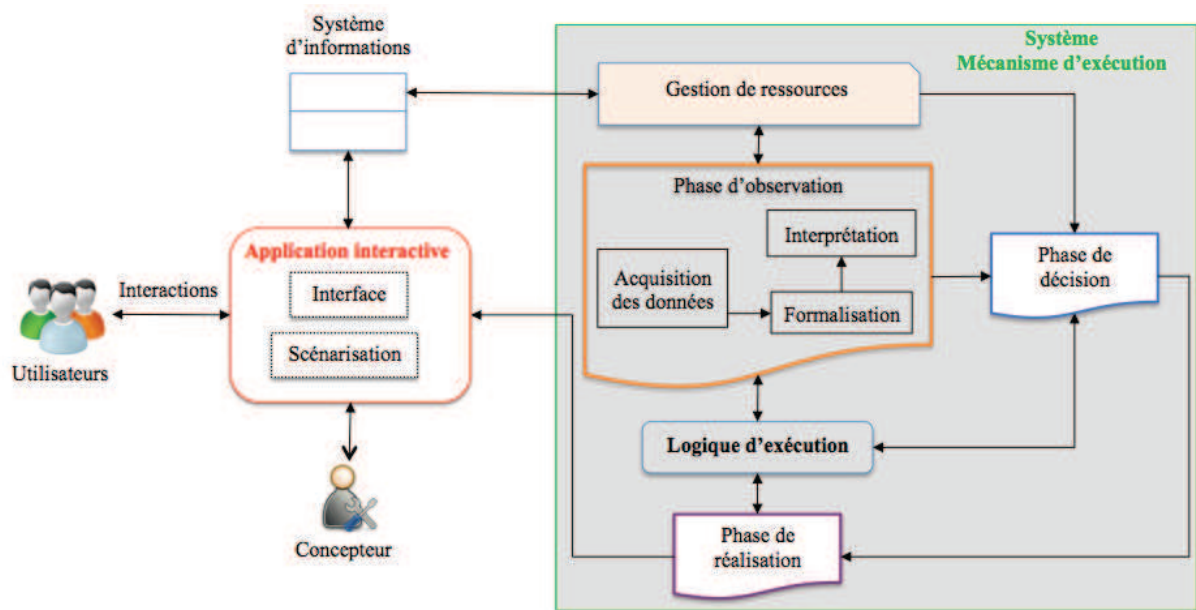 Système
d'informations
Système
Mécanisme d'exécution
Gestion de ressources
Phase d'observation
Interprétation
Acquisition
des données
Formalisation
Phase de
décision
Application interactive
Interface
Scénarisation
Interactions
Utilisateurs
Concepteur
Logique d'exécution
Phase de
réalisation